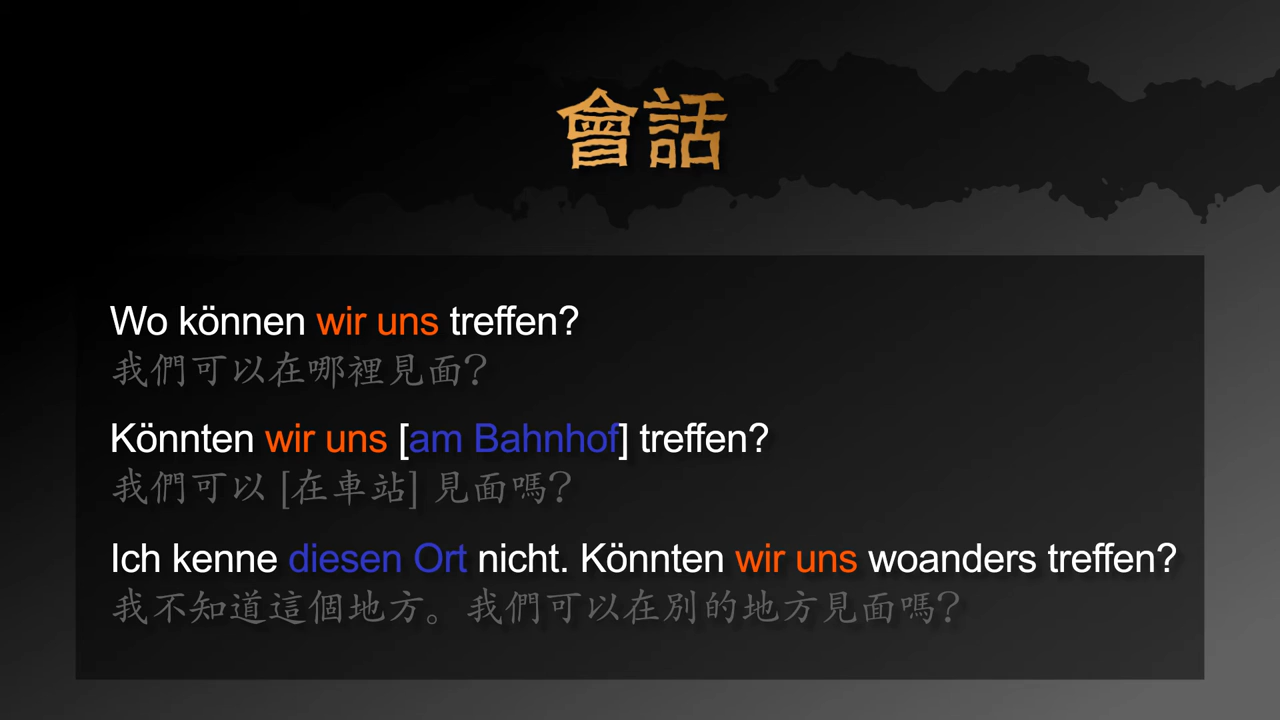 會話
Wo können wir uns treffen?
我們可以在哪裡見面?
Könnten wir uns [am Bahnhof] treffen?
我們可以 [在車站] 見面嗎?
Ich kenne diesen Ort nicht. Könnten wir uns woanders treffen?
我不知道這個地方。我們可以在別的地方見面嗎?